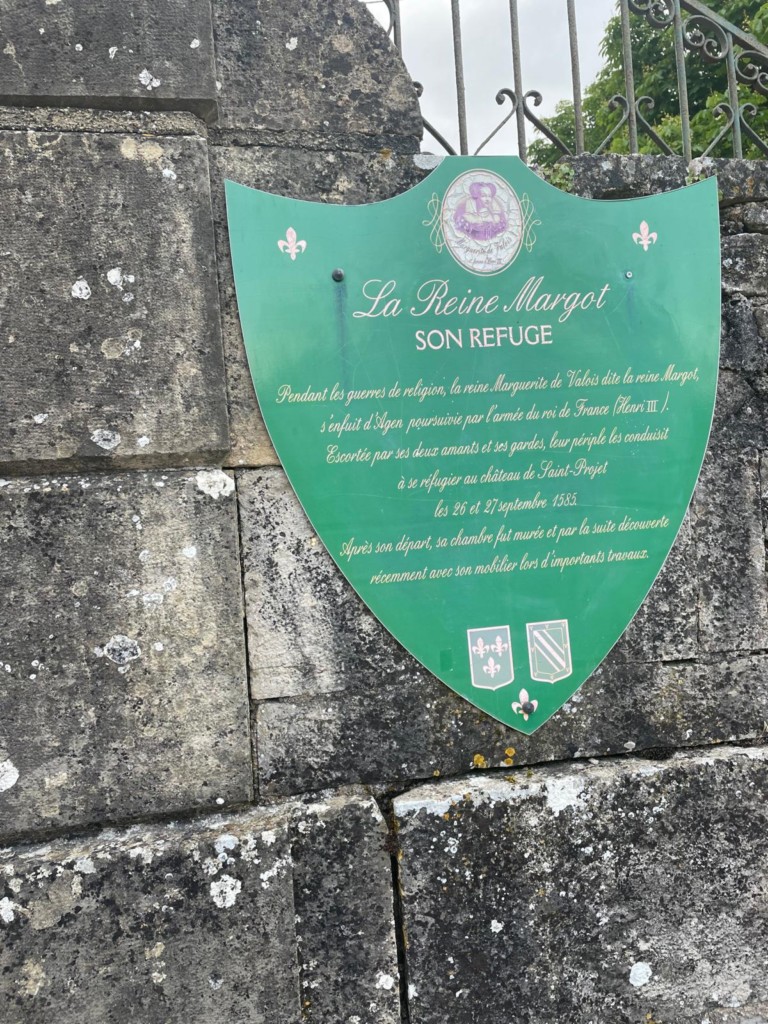 Marguerite de Valois
La Reine Margot
SON REFUGE
Pendant les guerres de religion, la reine Marguerite de Valois dite la reine Margot,
s'enfuit d'Agen poursuivie par l'armée du roi de France (Henri III).
Escortée par ses deux amants et ses gardes, leur périple les conduisit
à se réfugier au château de Saint-Projet
les 26 et 27 septembre 1585.
Après son départ, sa chambre fut murée et par la suite découverte
récemment avec son mobilier lors d'importants travaux.